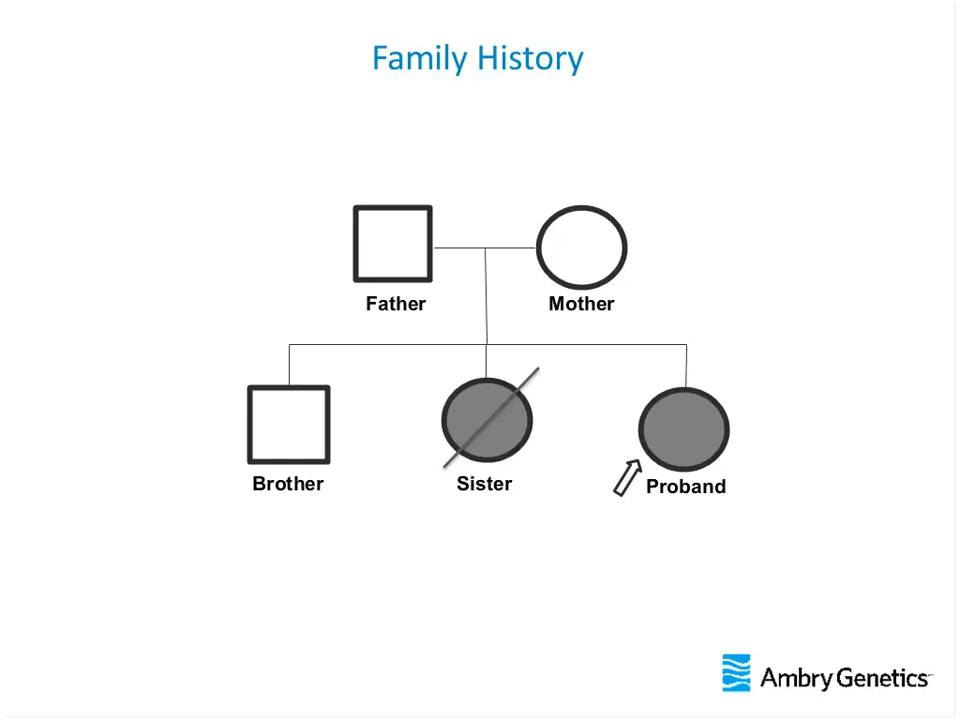 Family History
Father
Mother
Brother
Sister
Proband
Ambry Genetics